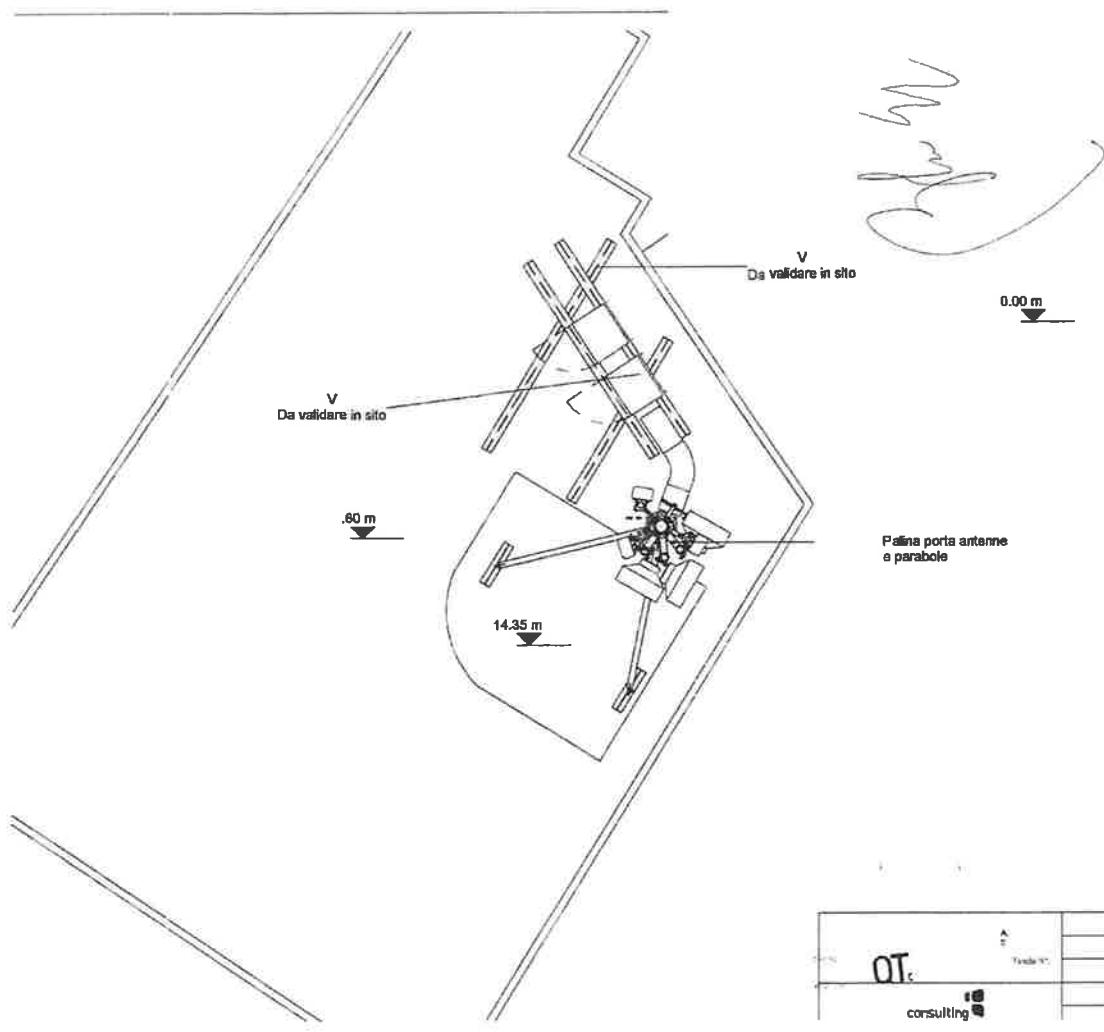 V
Da validare in sito
0.00 m
V
Da validare in sito
.60 m
Palina porta antenne
e parabole
14.35 m
A.
Tavola N°:
OT.c
consulting